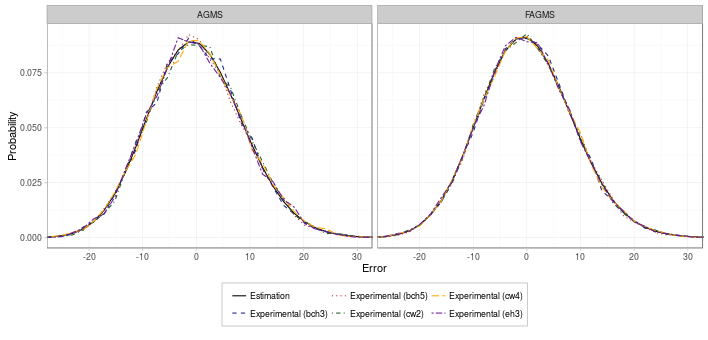 AGMS FAGMS
Probability
0.075
0.050
0.025
0.000
-20 -10 0 10 20 30 -20 -10 0 10 20 30
Error
Estimation Experimental (bch5) Experimental (cw4)
Experimental (bch3) Experimental (cw2) Experimental (eh3)